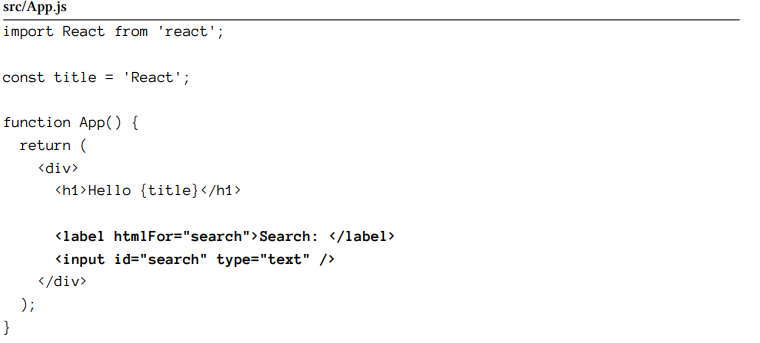 src/App.js
import React from 'react';
const title = 'React';
function App() {
return (
<div>
<h1>Hello {title}</h1>
<label htmlFor="search">Search: </label>
<input id="search" type="text" />
</div>
);
}